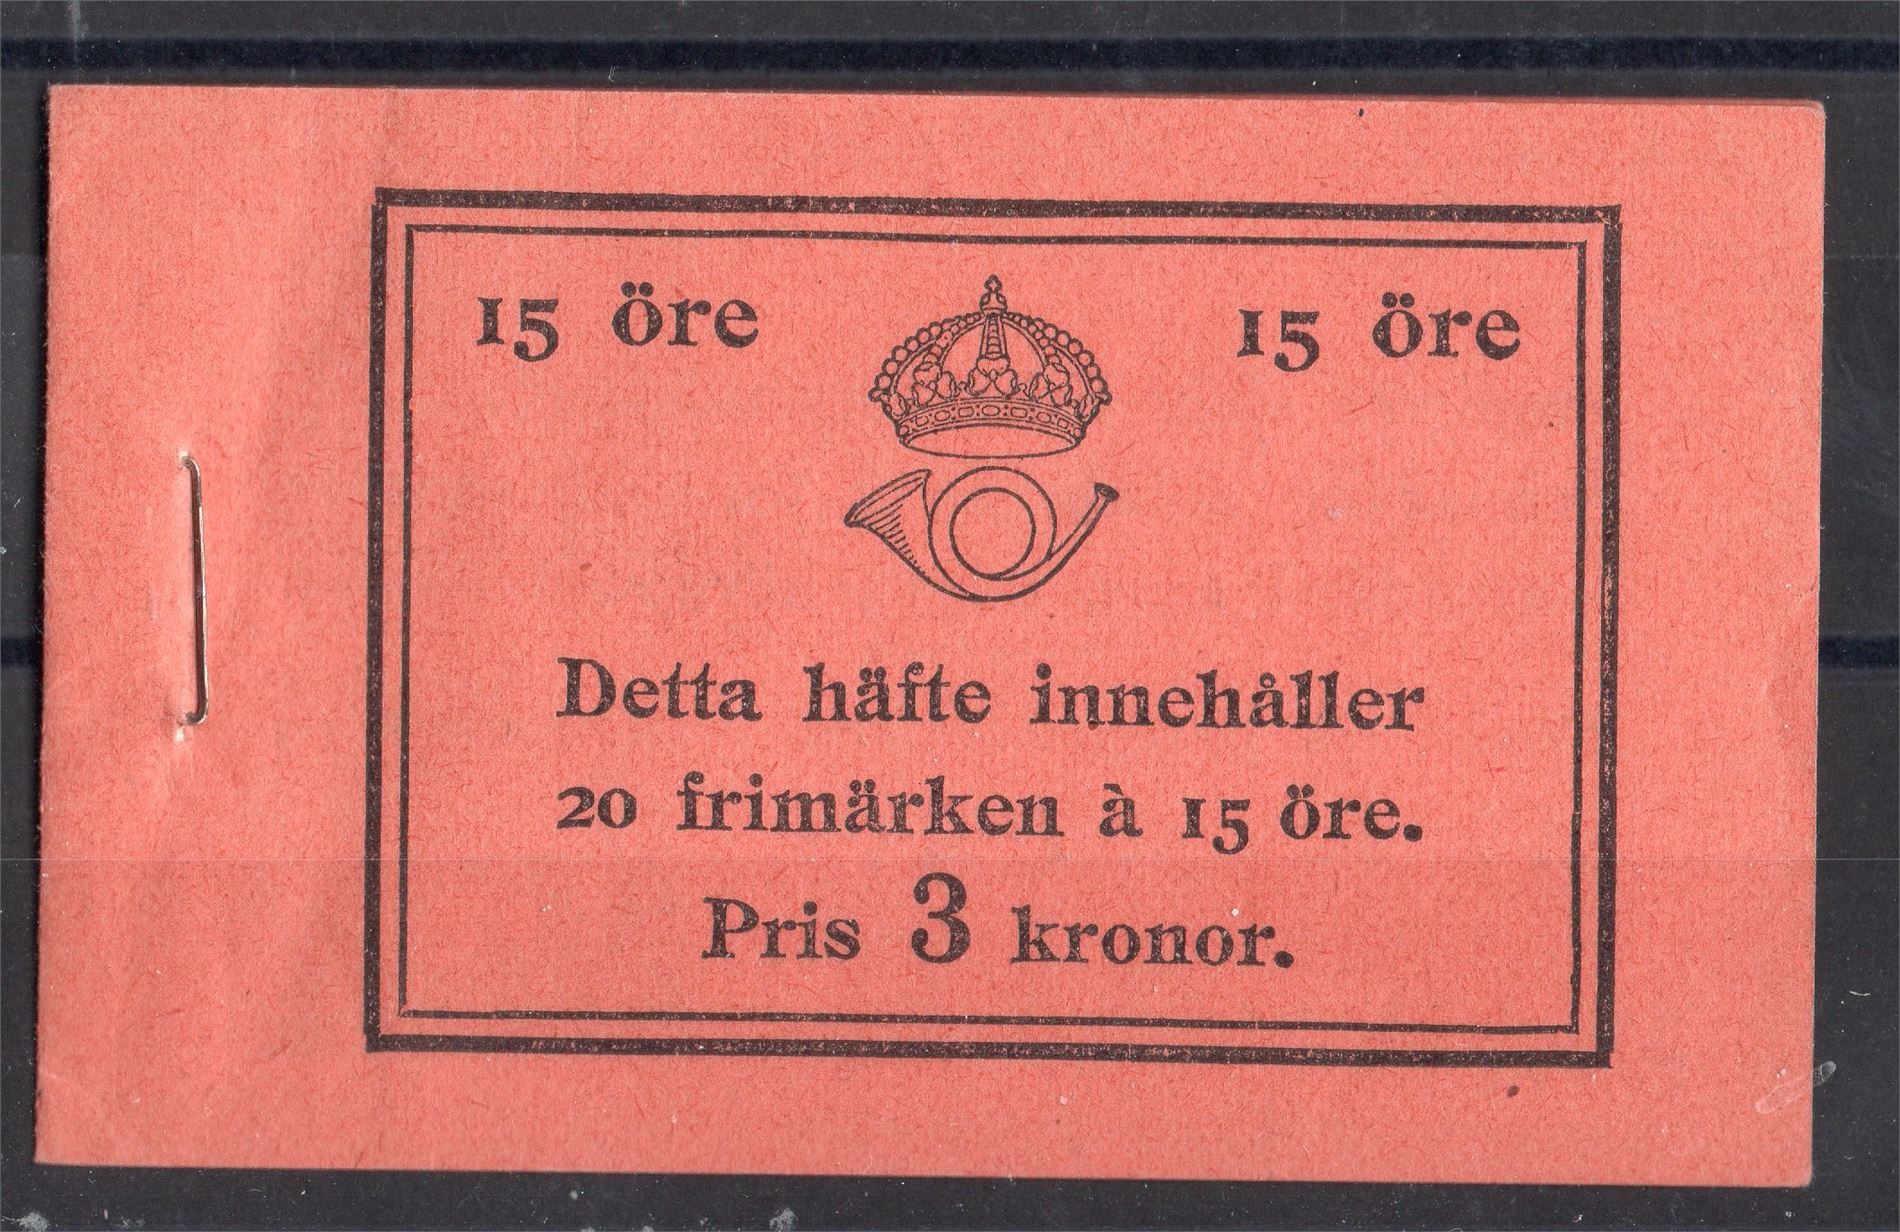 15 öre 15 öre
Detta häfte innehåller
20 frimärken à 15 öre.
Pris 3 kronor.